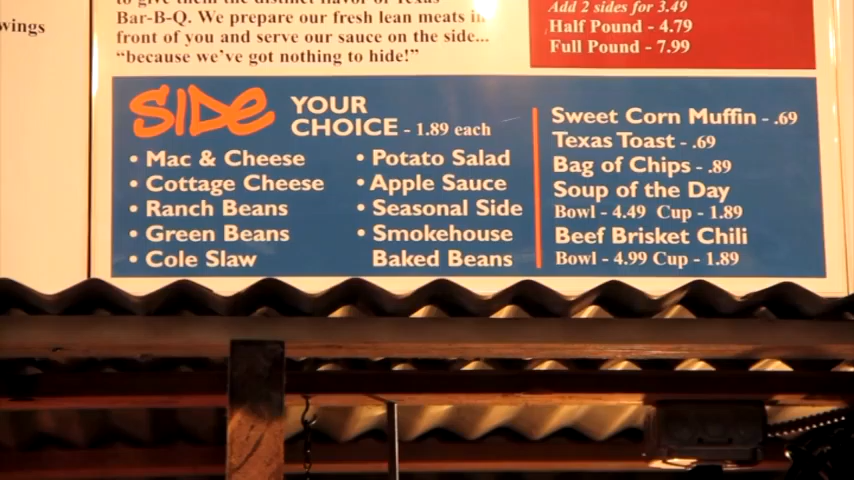 wings
to give them the distinct flavor of Texas
Bar-B-Q. We prepare our fresh lean meats in
front of you and serve our sauce on the side...
"because we've got nothing to hide!"
Add 2 sides for 3.49
Half Pound - 4.79
Full Pound - 7.99
SIDE YOUR
CHOICE - 1.89 each
• Mac & Cheese
• Cottage Cheese
• Ranch Beans
• Green Beans
• Cole Slaw
• Potato Salad
• Apple Sauce
• Seasonal Side
• Smokehouse
Baked Beans
Sweet Corn Muffin - .69
Texas Toast - .69
Bag of Chips - .89
Soup of the Day
Bowl - 4.49 Cup - 1.89
Beef Brisket Chili
Bowl - 4.99 Cup - 1.89